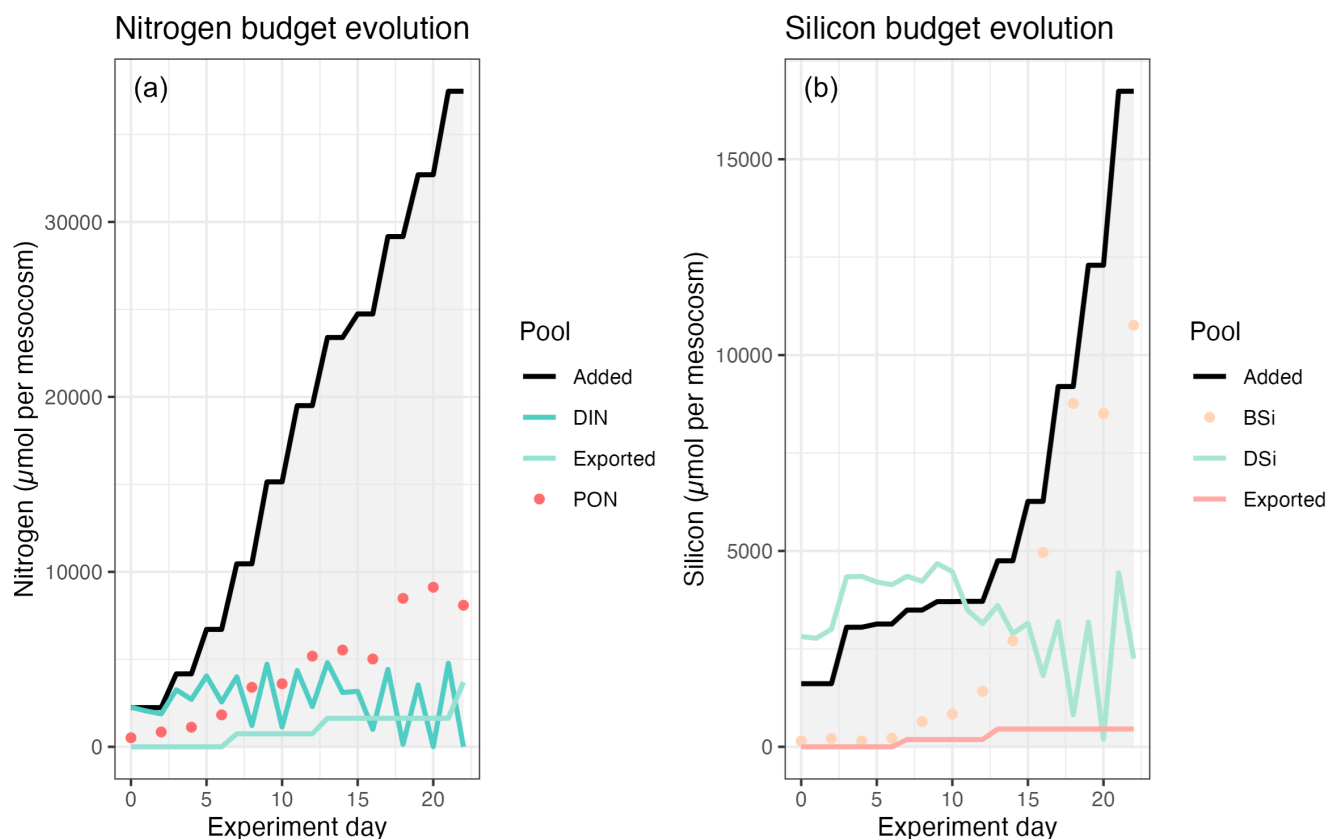 Nitrogen budget evolution
(a)
Nitrogen (µmol per mesocosm)
30000
20000
10000
0
0 5 10 15 20
Experiment day
Pool
Added
DIN
Exported
PON
Silicon budget evolution
(b)
Silicon (µmol per mesocosm)
15000
10000
5000
0
0 5 10 15 20
Experiment day
Pool
Added
BSi
DSi
Exported